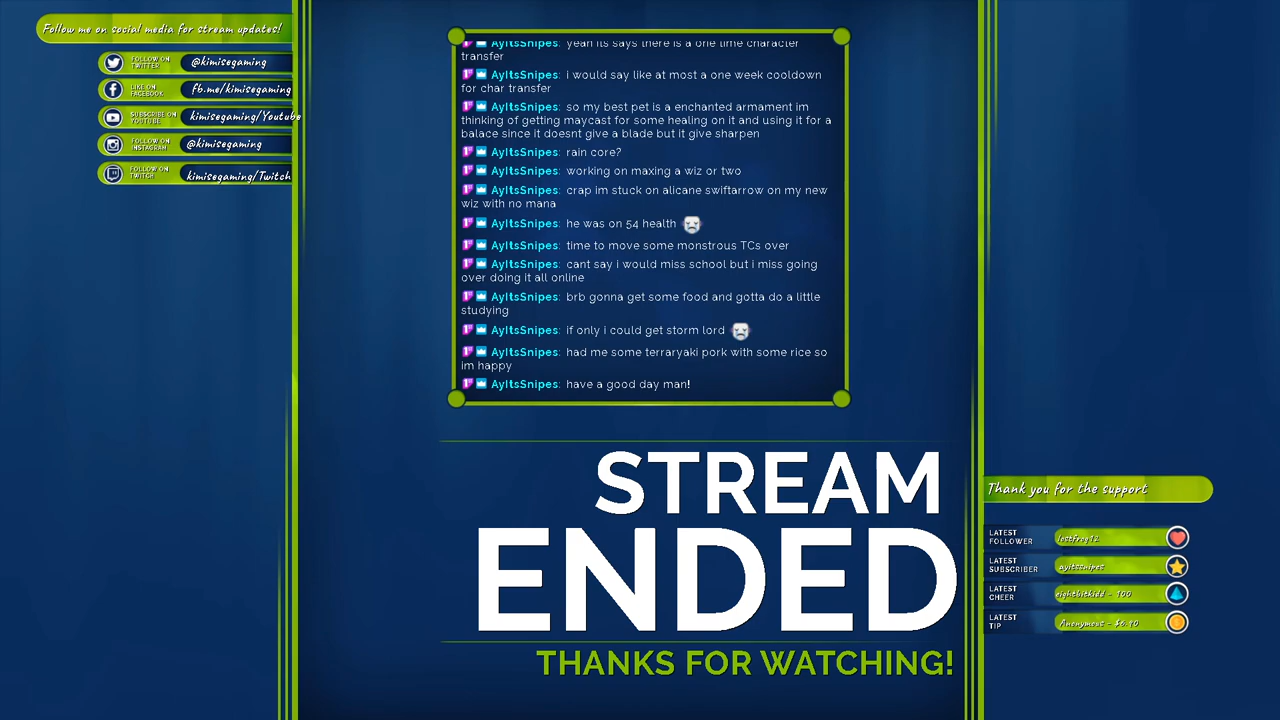 Follow me on social media for stream updates!
FOLLOW ON
TWITTER
@kimisegaming
LIKE ON
FACEBOOK
fb.me/kimisegaming
SUBSCRIBE ON
YOUTUBE
kimisegaming/Youtube
FOLLOW ON
INSTAGRAM
@kimisegaming
FOLLOW ON
TWITCH
kimisegaming/Twitch
AyItsSnipes: yeah its says there is a one time character
transfer
AyItsSnipes: i would say like at most a one week cooldown
for char transfer
AyItsSnipes: so my best pet is a enchanted armament im
thinking of getting maycast for some healing on it and using it for a
balace since it doesnt give a blade but it give sharpen
AyItsSnipes: rain core?
AyItsSnipes: working on maxing a wiz or two
AyItsSnipes: crap im stuck on alicane swiftarrow on my new
wiz with no mana
AyItsSnipes: he was on 54 health
AyItsSnipes: time to move some monstrous TCs over
AyItsSnipes: cant say i would miss school but i miss going
over doing it all online
AyItsSnipes: brb gonna get some food and gotta do a little
studying
AyItsSnipes: if only i could get storm lord
AyItsSnipes: had me some terraryaki pork with some rice so
im happy
AyItsSnipes: have a good day man!
STREAM
ENDED
THANKS FOR WATCHING!
Thank you for the support
LATEST
FOLLOWER
lostfrog12
LATEST
SUBSCRIBER
ayitssnipes
LATEST
CHEER
eightbitkidd - 100
LATEST
TIP
Anonymous - $6.90